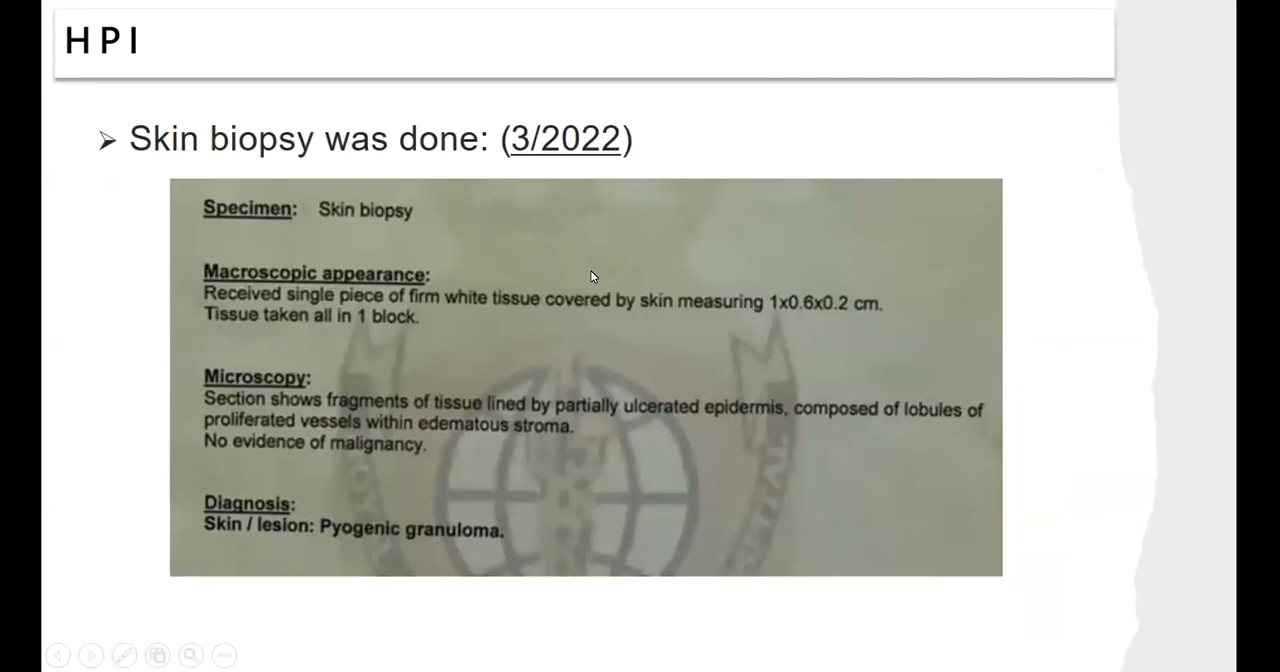 HPI
➢ Skin biopsy was done: (3/2022)
Specimen: Skin biopsy
Macroscopic appearance:
Received single piece of firm white tissue covered by skin measuring 1x0.6x0.2 cm.
Tissue taken all in 1 block.
Microscopy:
Section shows fragments of tissue lined by partially ulcerated epidermis, composed of lobules of
proliferated vessels within edematous stroma.
No evidence of malignancy.
Diagnosis:
Skin / lesion: Pyogenic granuloma.